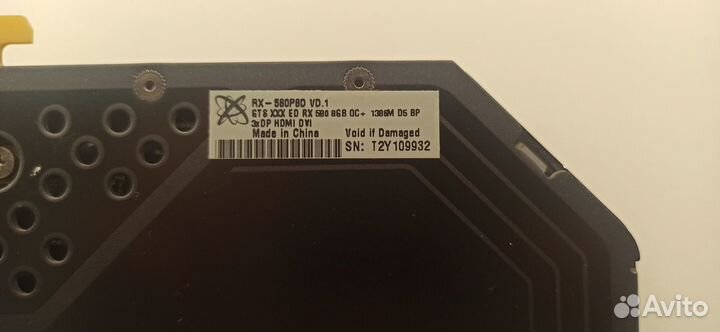 RX-580P8D VD.1
GTS XXX ED RX 580 8GB OC+ 1386M D5 BP
3xDP HDMI DVI
Made in China Void if Damaged
SN: T2Y109932
Avito